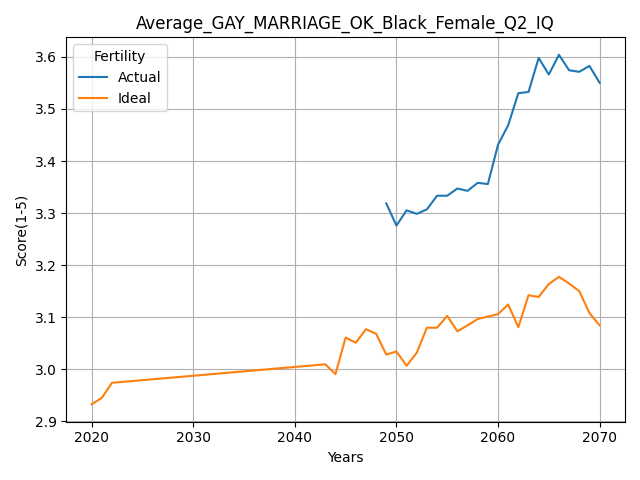 Average_GAY_MARRIAGE_OK_Black_Female_Q2_IQ
Fertility
Actual
Ideal
Score(1-5)
3.6
3.5
3.4
3.3
3.2
3.1
3.0
2.9
2020 2030 2040 2050 2060 2070
Years